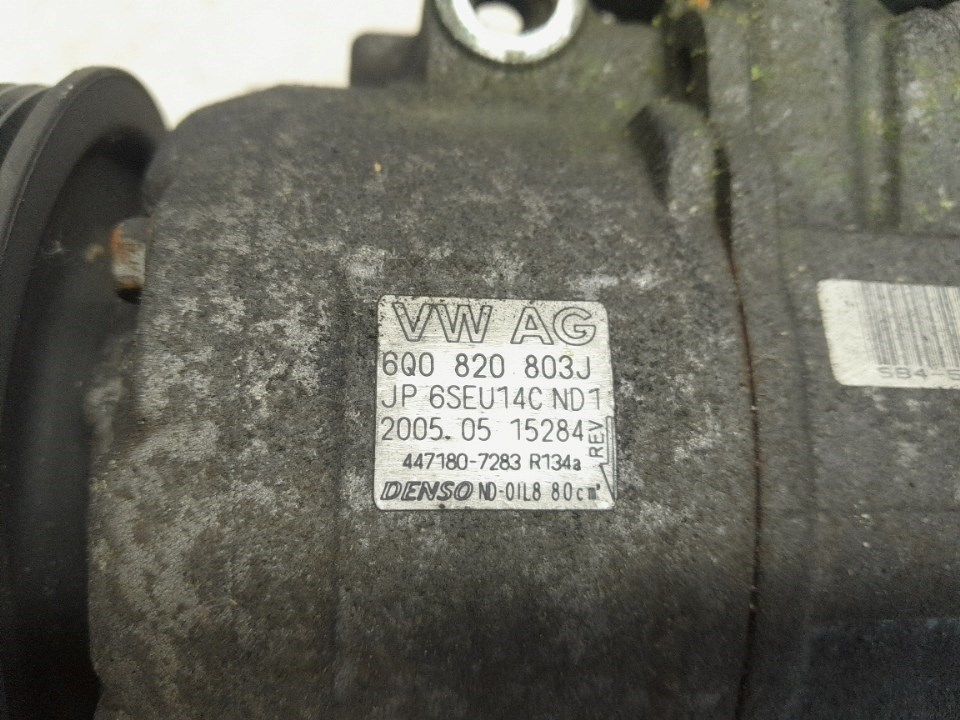 VW AG
6Q0 820 803J
JP 6SEU14C ND1
2005.05 15284
REV
447180-7283 R134a
DENSO ND-OIL8 80cm³